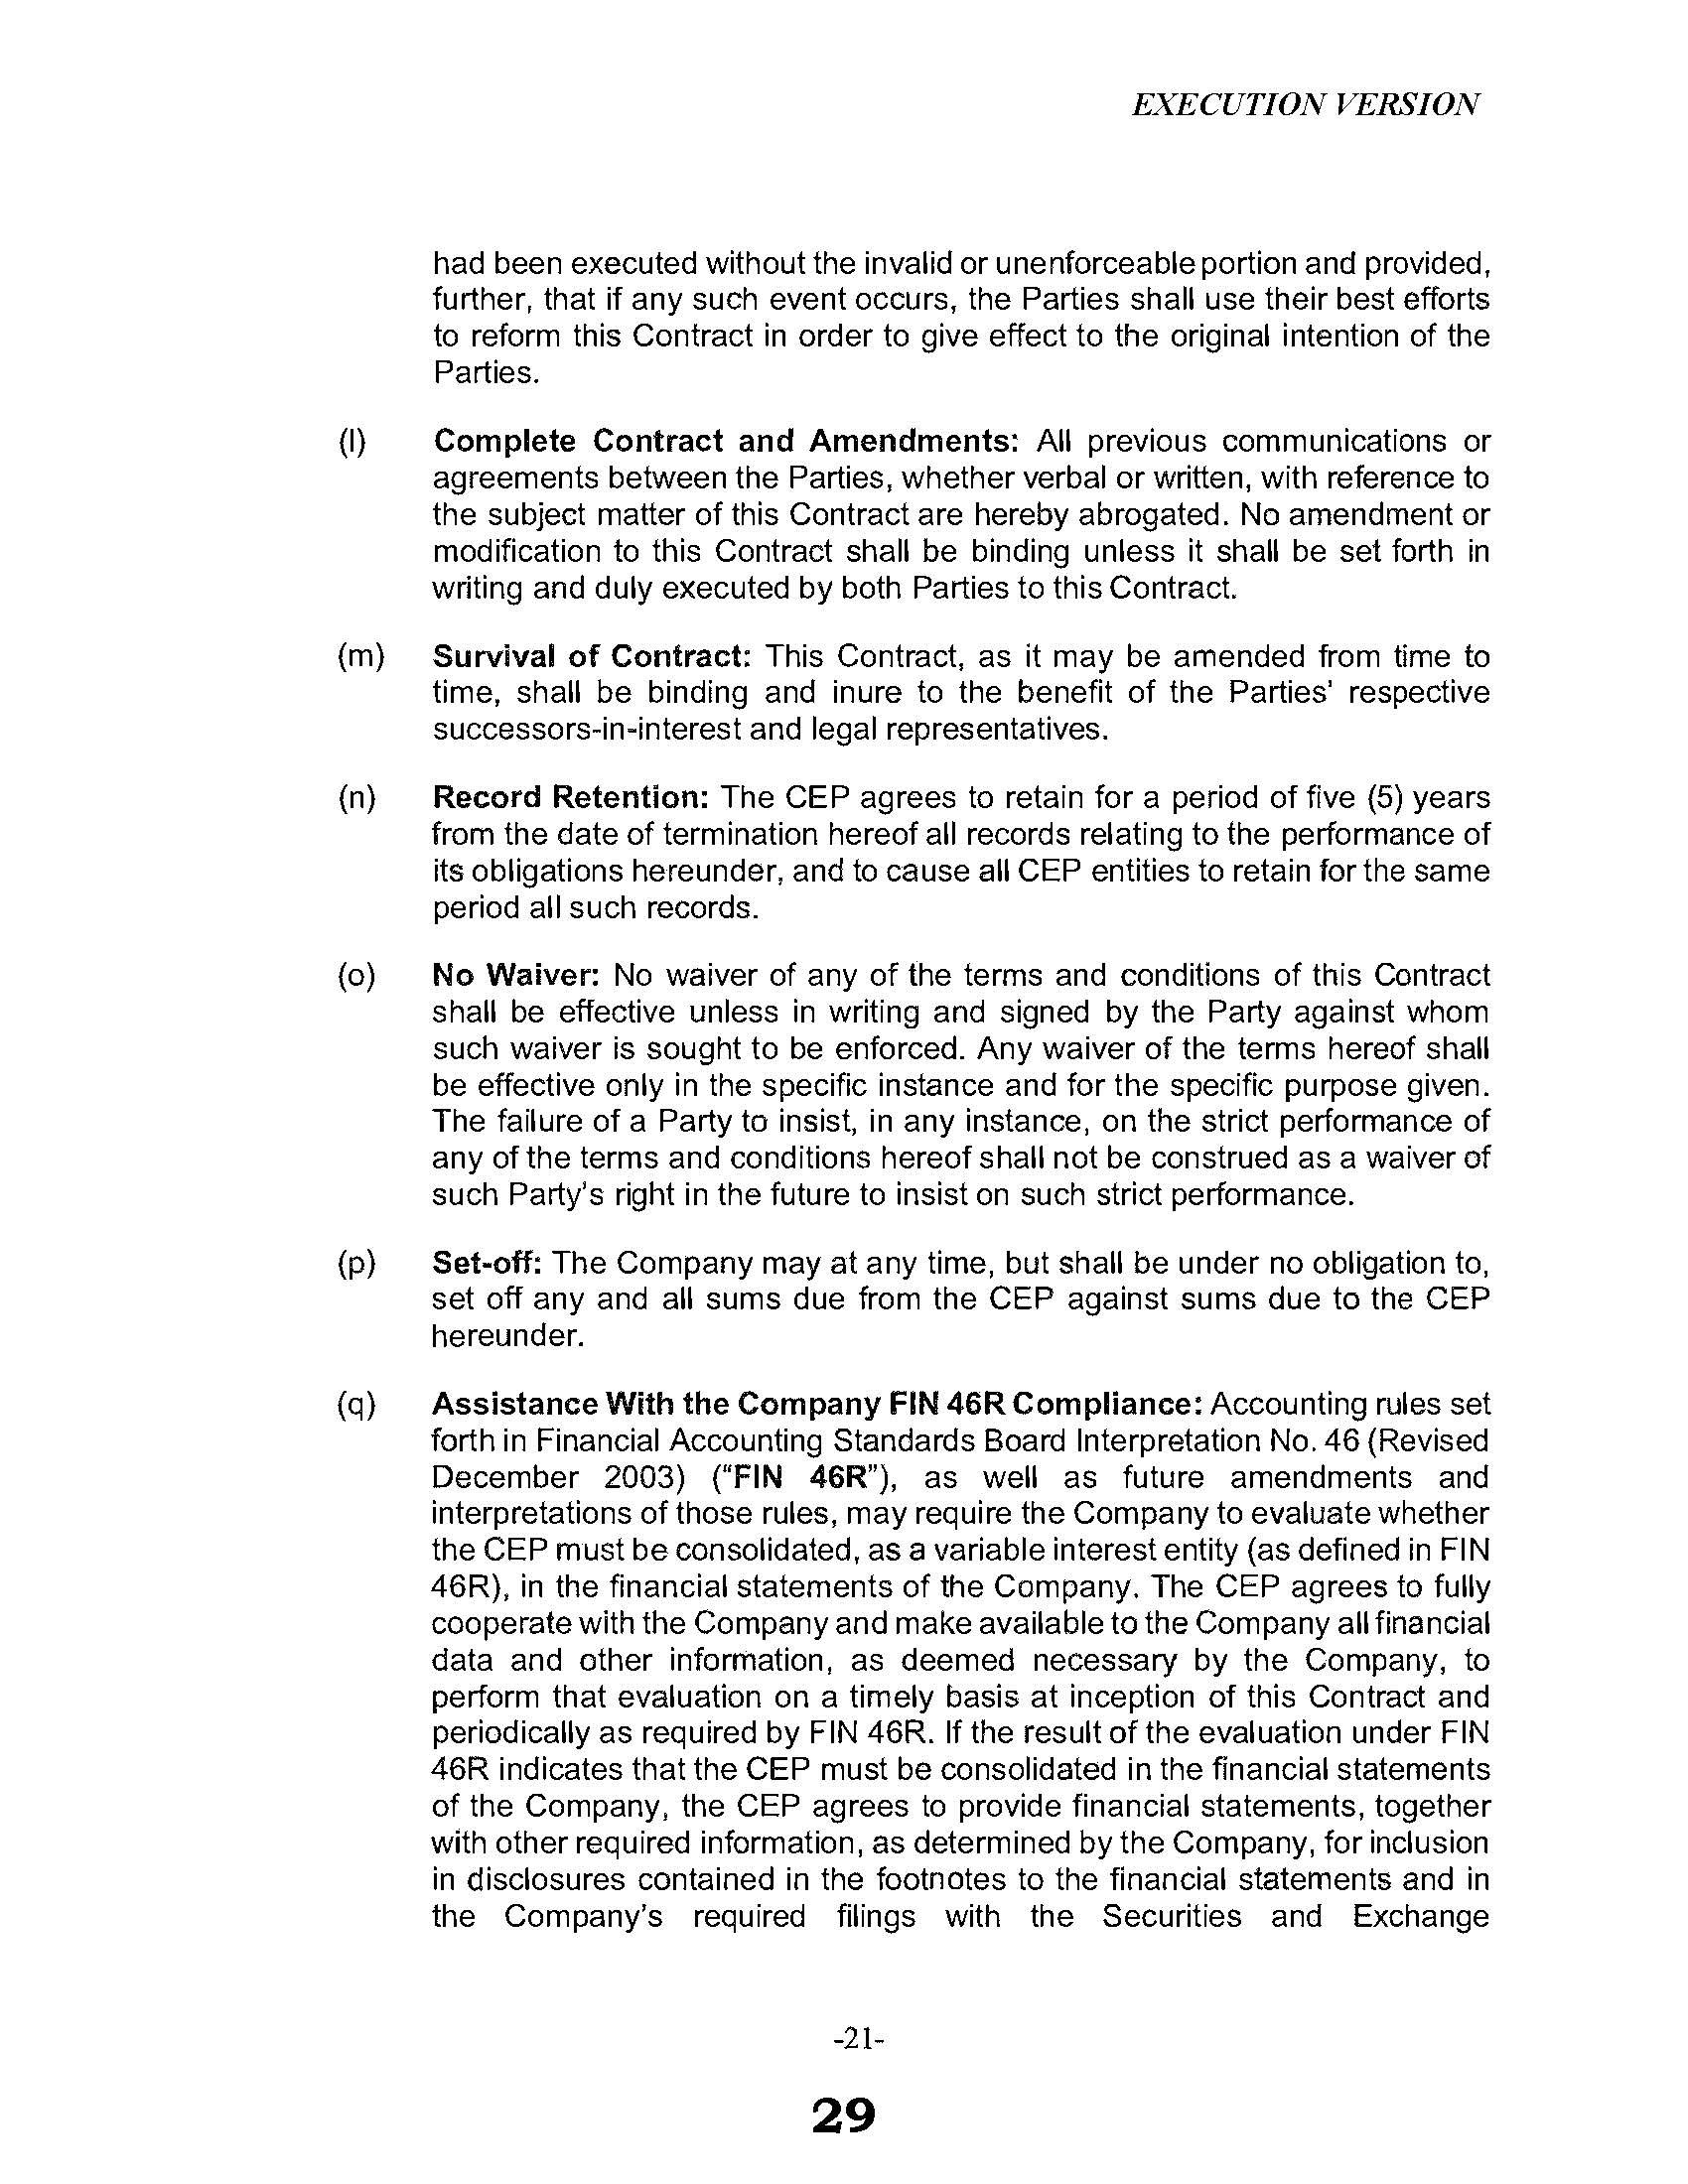 EXECUTION VERSION
had been executed without the invalid or unenforceable portion and provided,
further, that if any such event occurs, the Parties shall use their best efforts
to reform this Contract in order to give effect to the original intention of the
Parties.
(l) Complete Contract and Amendments: All previous communications or
agreements between the Parties, whether verbal or written, with reference to
the subject matter of this Contract are hereby abrogated. No amendment or
modification to this Contract shall be binding unless it shall be set forth in
writing and duly executed by both Parties to this Contract.
(m) Survival of Contract: This Contract, as it may be amended from time to
time, shall be binding and inure to the benefit of the Parties' respective
successors-in-interest and legal representatives.
(n) Record Retention: The CEP agrees to retain for a period of five (5) years
from the date of termination hereof all records relating to the performance of
its obligations hereunder, and to cause all CEP entities to retain for the same
period all such records.
(o) No Waiver: No waiver of any of the terms and conditions of this Contract
shall be effective unless in writing and signed by the Party against whom
such waiver is sought to be enforced. Any waiver of the terms hereof shall
be effective only in the specific instance and for the specific purpose given.
The failure of a Party to insist, in any instance, on the strict performance of
any of the terms and conditions hereof shall not be construed as a waiver of
such Party's right in the future to insist on such strict performance.
(p) Set-off: The Company may at any time, but shall be under no obligation to,
set off any and all sums due from the CEP against sums due to the CEP
hereunder.
(q) Assistance With the Company FIN 46R Compliance: Accounting rules set
forth in Financial Accounting Standards Board Interpretation No. 46 (Revised
December 2003) ("FIN 46R"), as well as future amendments and
interpretations of those rules, may require the Company to evaluate whether
the CEP must be consolidated, as a variable interest entity (as defined in FIN
46R), in the financial statements of the Company. The CEP agrees to fully
cooperate with the Company and make available to the Company all financial
data and other information, as deemed necessary by the Company, to
perform that evaluation on a timely basis at inception of this Contract and
periodically as required by FIN 46R. If the result of the evaluation under FIN
46R indicates that the CEP must be consolidated in the financial statements
of the Company, the CEP agrees to provide financial statements, together
with other required information, as determined by the Company, for inclusion
in disclosures contained in the footnotes to the financial statements and in
the Company's required filings with the Securities and Exchange
-21-
29